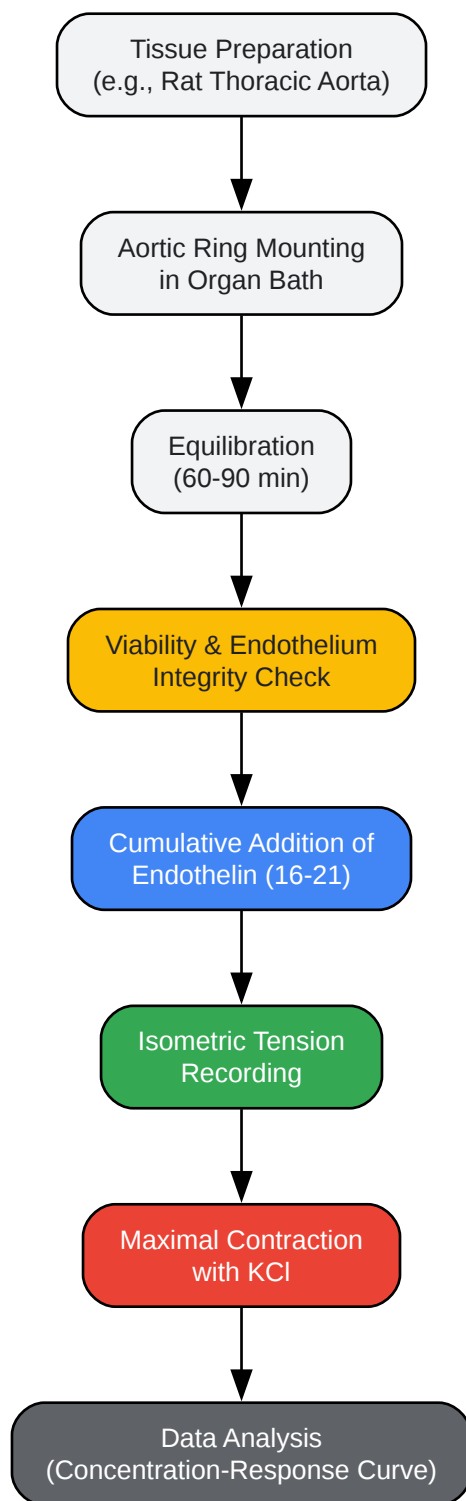 Tissue Preparation
(e.g., Rat Thoracic Aorta)
Aortic Ring Mounting
in Organ Bath
Equilibration
(60-90 min)
Viability & Endothelium
Integrity Check
Cumulative Addition of
Endothelin (16-21)
Isometric Tension
Recording
Maximal Contraction
with KCl
Data Analysis
(Concentration-Response Curve)